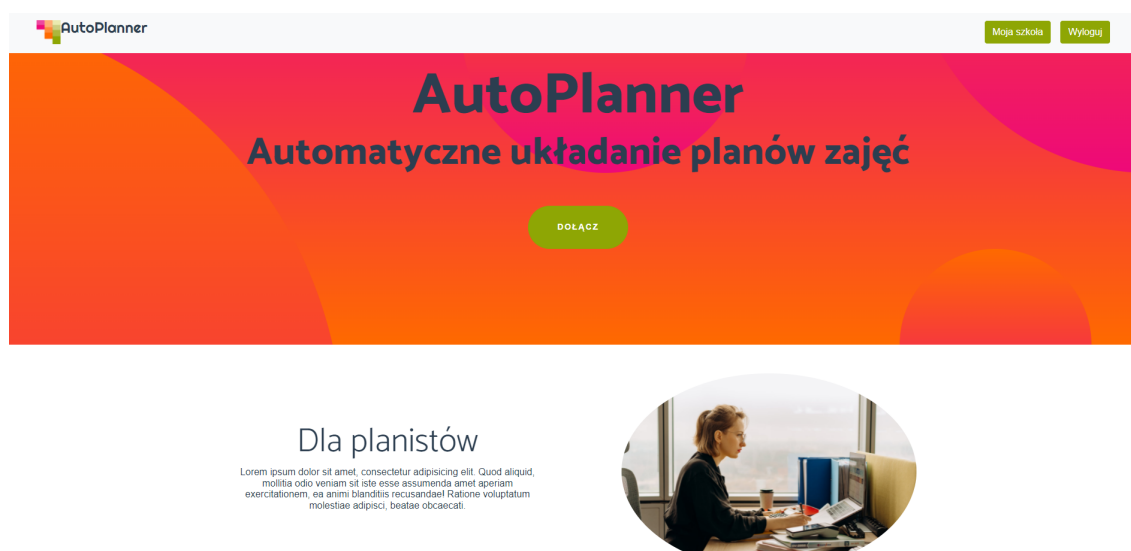 AutoPlanner
Moja szkoła
Wyloguj
AutoPlanner
Automatyczne układanie planów zajęć
DOŁĄCZ
Dla planistów
Lorem ipsum dolor sit amet, consectetur adipisicing elit. Quod aliquid,
mollitia odio veniam sit iste esse assumenda amet aperiam
exercitationem, ea animi blanditiis recusandae! Ratione voluptatum
molestiae adipisci, beatae obcaecati.